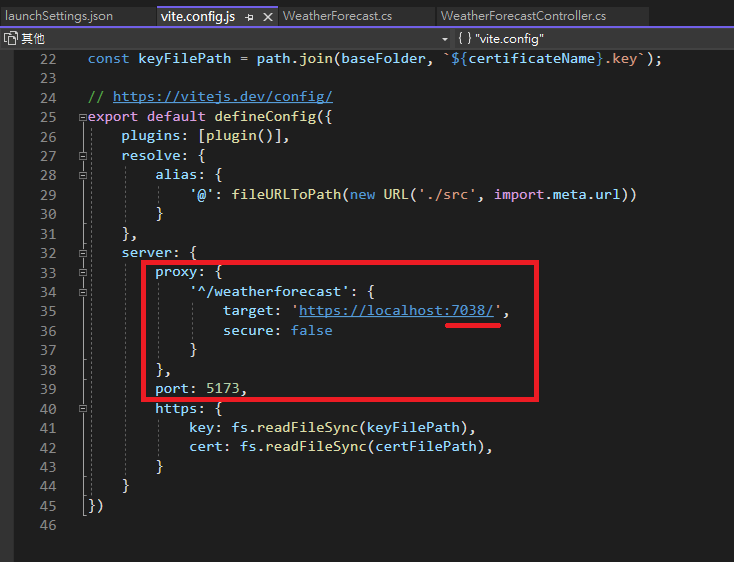 launchSettings.json vite.config.js WeatherForecast.cs WeatherForecastController.cs
其他 { } "vite.config"
22 const keyFilePath = path.join(baseFolder, `${certificateName}.key`);
23
24 // https://vitejs.dev/config/
25 export default defineConfig({
26 plugins: [plugin()],
27 resolve: {
28 alias: {
29 '@': fileURLToPath(new URL('./src', import.meta.url))
30 }
31 },
32 server: {
33 proxy: {
34 '^/weatherforecast': {
35 target: 'https://localhost:7038/',
36 secure: false
37 }
38 },
39 port: 5173,
40 https: {
41 key: fs.readFileSync(keyFilePath),
42 cert: fs.readFileSync(certFilePath),
43 }
44 }
45 })
46